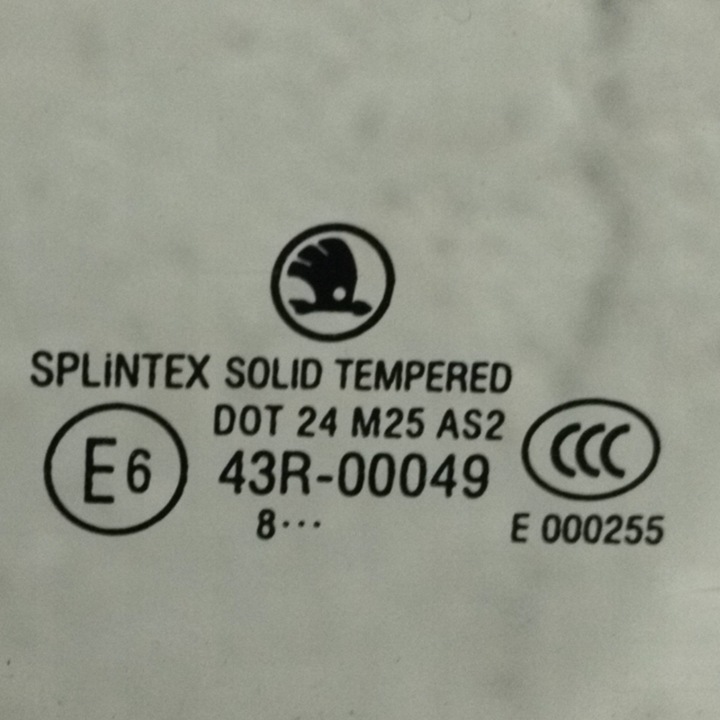 SPLiNTEX SOLID TEMPERED
DOT 24 M25 AS2
E6
43R-00049
CCC
8···
E 000255